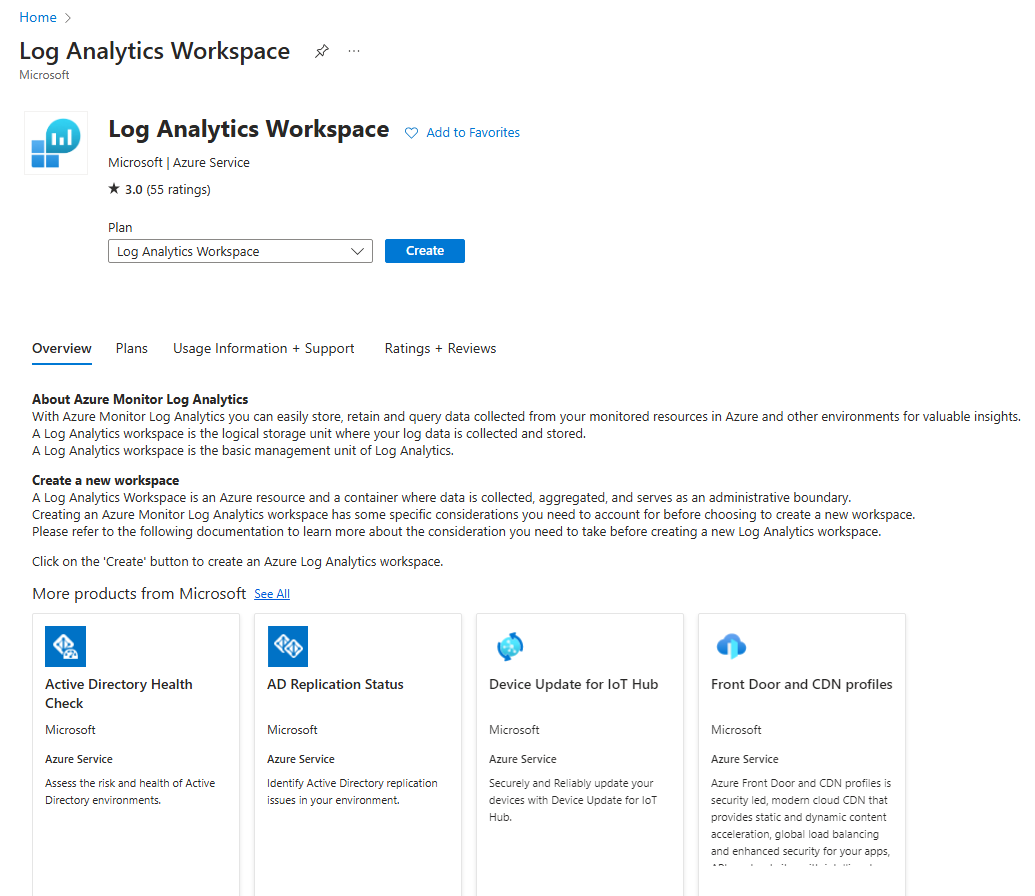 Home
Log Analytics Workspace
Microsoft
Log Analytics Workspace
Add to Favorites
Microsoft | Azure Service
★ 3.0 (55 ratings)
Plan
Log Analytics Workspace
Create
Overview
Plans
Usage Information + Support
Ratings + Reviews
About Azure Monitor Log Analytics
With Azure Monitor Log Analytics you can easily store, retain and query data collected from your monitored resources in Azure and other environments for valuable insights.
A Log Analytics workspace is the logical storage unit where your log data is collected and stored.
A Log Analytics workspace is the basic management unit of Log Analytics.
Create a new workspace
A Log Analytics Workspace is an Azure resource and a container where data is collected, aggregated, and serves as an administrative boundary.
Creating an Azure Monitor Log Analytics workspace has some specific considerations you need to account for before choosing to create a new workspace.
Please refer to the following documentation to learn more about the consideration you need to take before creating a new Log Analytics workspace.
Click on the 'Create' button to create an Azure Log Analytics workspace.
More products from Microsoft See All
Active Directory Health
Check
Microsoft
Azure Service
Assess the risk and health of Active
Directory environments.
AD Replication Status
Microsoft
Azure Service
Identify Active Directory replication
issues in your environment.
Device Update for IoT Hub
Microsoft
Azure Service
Securely and Reliably update your
devices with Device Update for IoT
Hub.
Front Door and CDN profiles
Microsoft
Azure Service
Azure Front Door and CDN profiles is
security led, modern cloud CDN that
provides static and dynamic content
acceleration, global load balancing
and enhanced security for your apps,